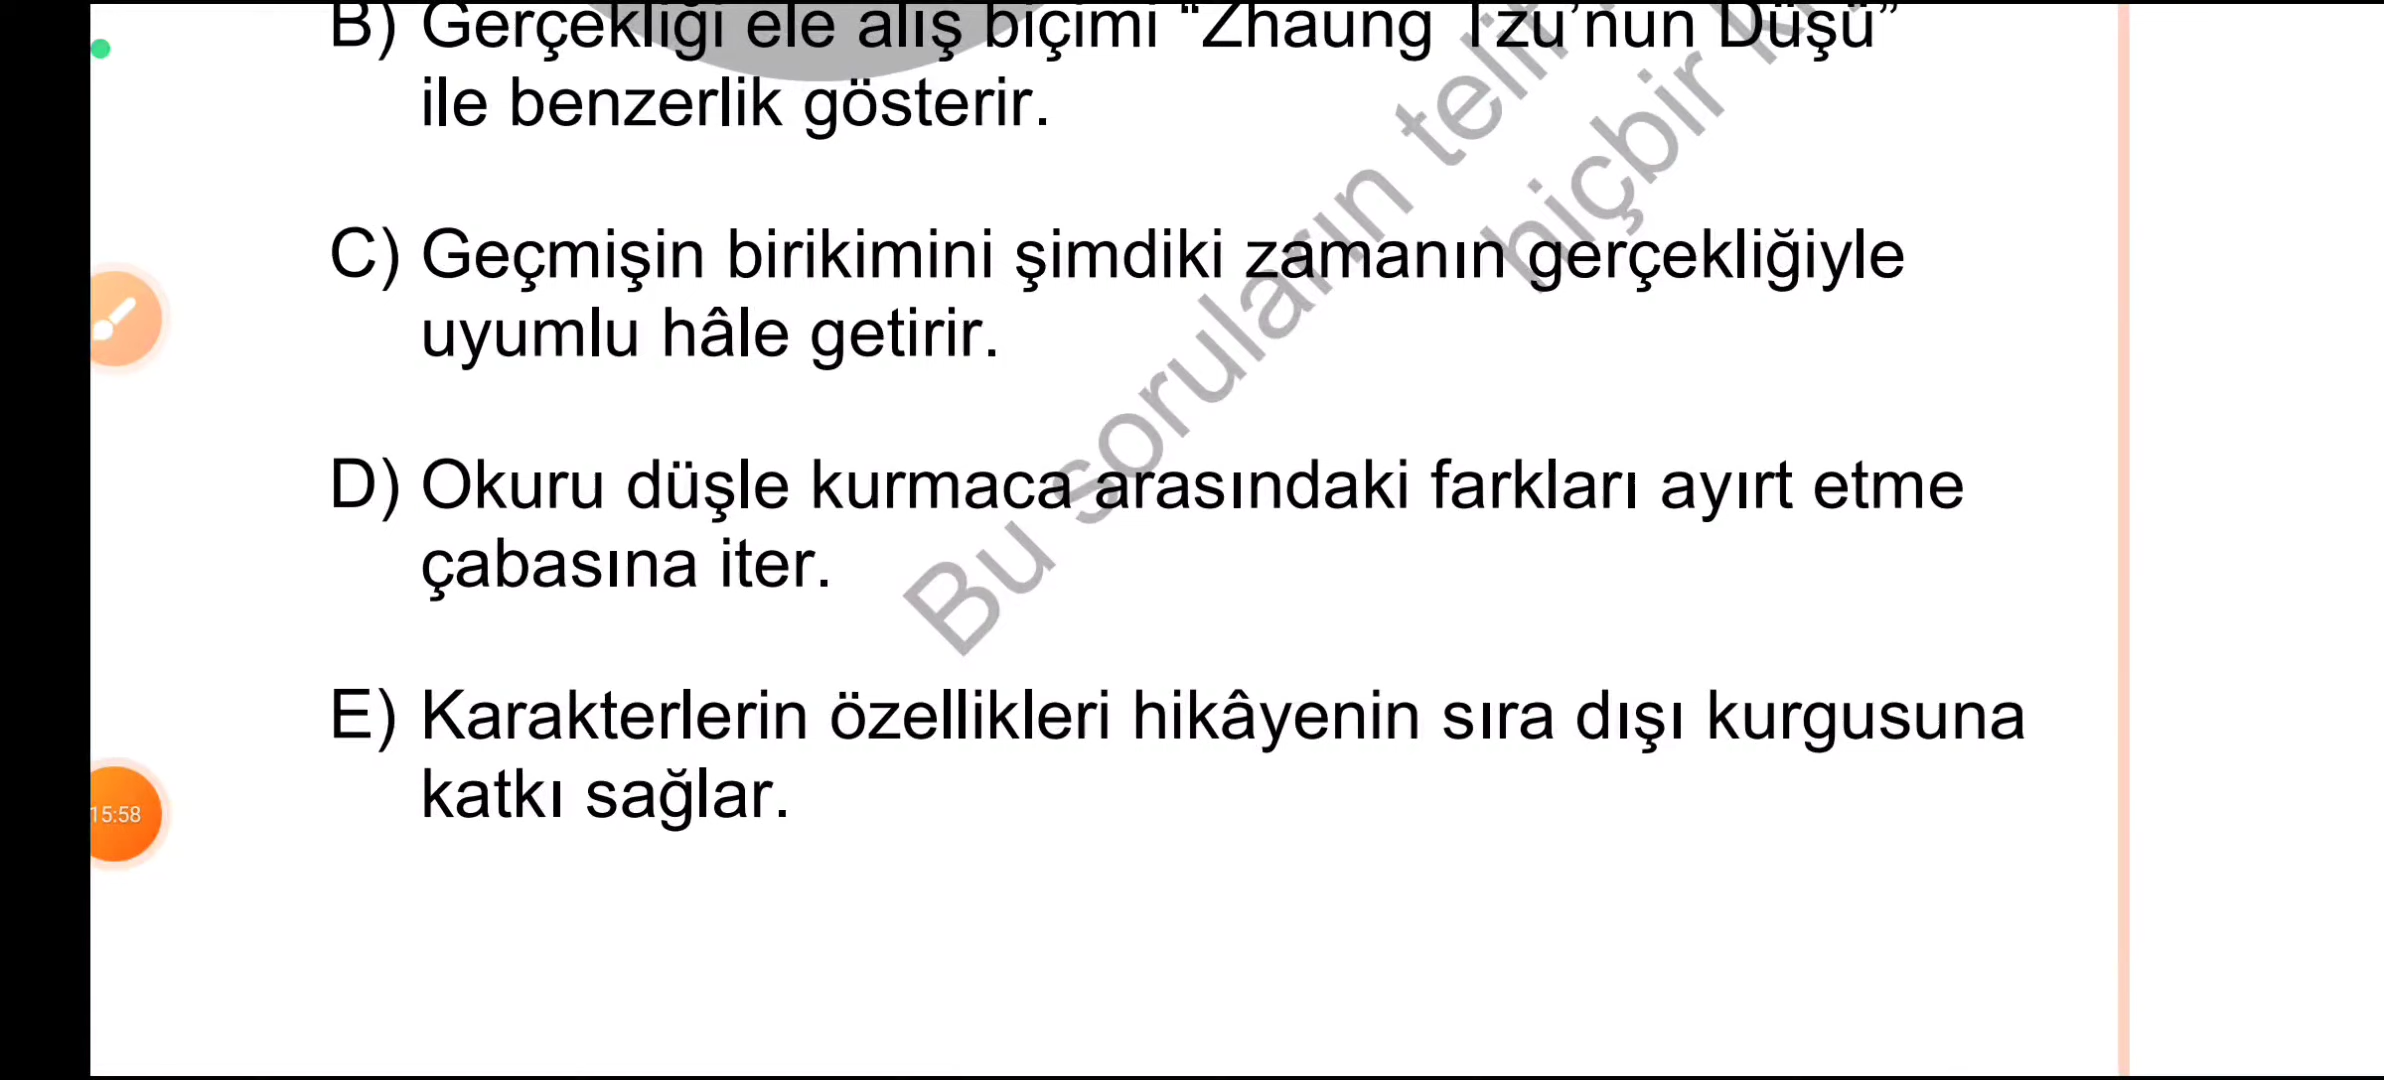 B) Gerçekliği ele alış biçimi “Zhaung Tzu’nun Düşü”
ile benzerlik gösterir.
C) Geçmişin birikimini şimdiki zamanın gerçekliğiyle
uyumlu hâle getirir.
D) Okuru düşle kurmaca arasındaki farkları ayırt etme
çabasına iter.
E) Karakterlerin özellikleri hikâyenin sıra dışı kurgusuna
katkı sağlar.
Bu soruların telif
hiçbir
15:58